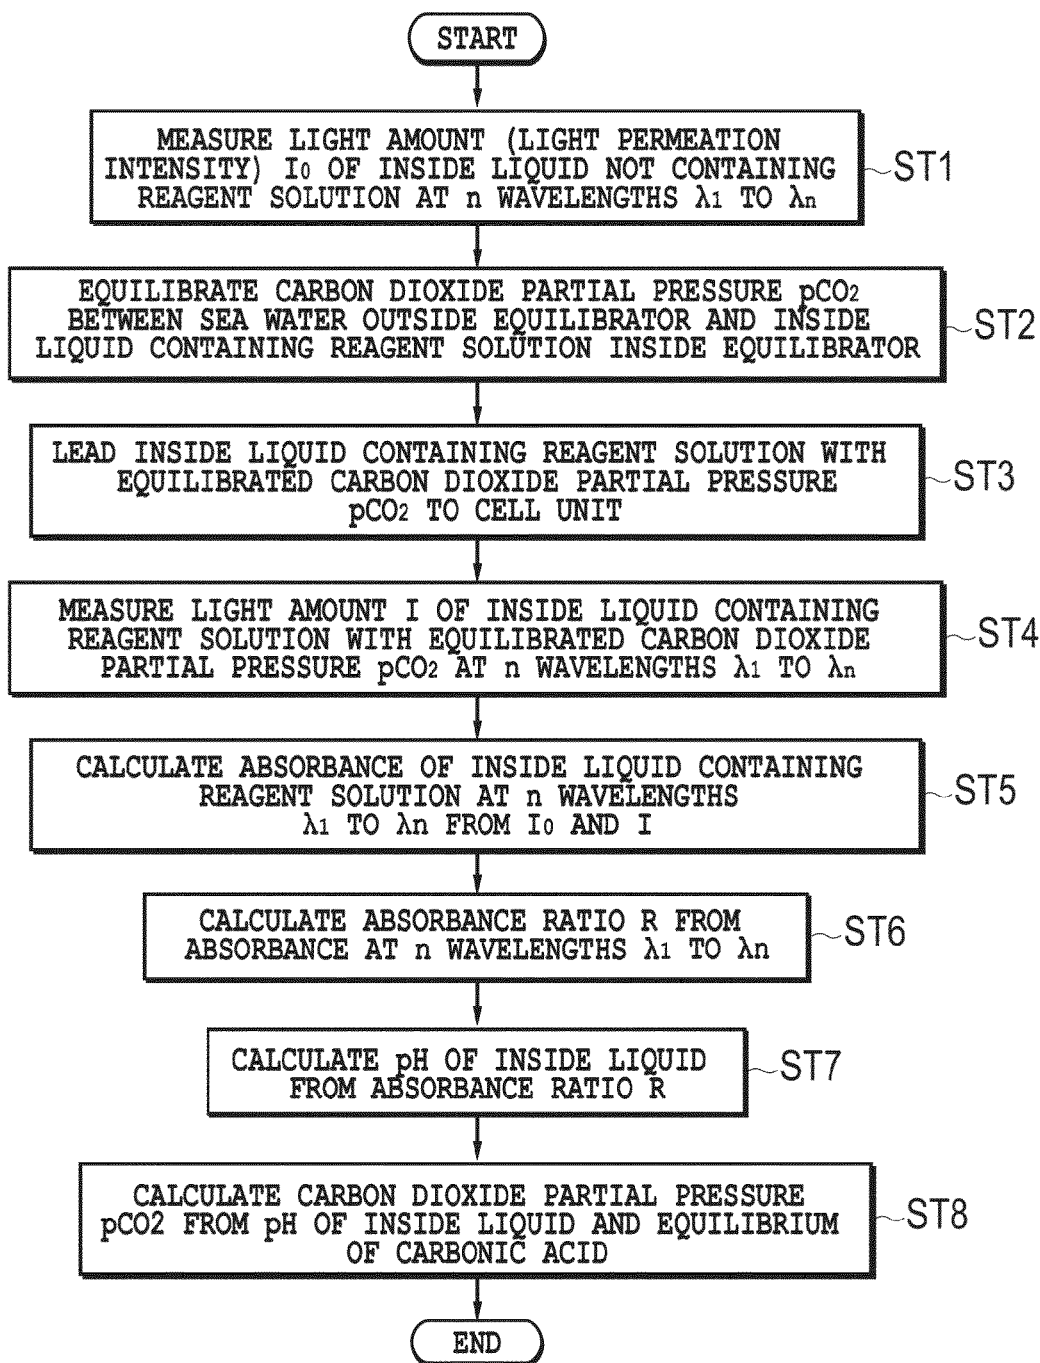 START
MEASURE LIGHT AMOUNT (LIGHT PERMEATION
INTENSITY) I₀ OF INSIDE LIQUID NOT CONTAINING
REAGENT SOLUTION AT n WAVELENGTHS λ₁ TO λₙ
ST1
EQUILIBRATE CARBON DIOXIDE PARTIAL PRESSURE pCO₂
BETWEEN SEA WATER OUTSIDE EQUILIBRATOR AND INSIDE
LIQUID CONTAINING REAGENT SOLUTION INSIDE EQUILIBRATOR
ST2
LEAD INSIDE LIQUID CONTAINING REAGENT SOLUTION WITH
EQUILIBRATED CARBON DIOXIDE PARTIAL PRESSURE
pCO₂ TO CELL UNIT
ST3
MEASURE LIGHT AMOUNT I OF INSIDE LIQUID CONTAINING
REAGENT SOLUTION WITH EQUILIBRATED CARBON DIOXIDE
PARTIAL PRESSURE pCO₂ AT n WAVELENGTHS λ₁ TO λₙ
ST4
CALCULATE ABSORBANCE OF INSIDE LIQUID CONTAINING
REAGENT SOLUTION AT n WAVELENGTHS
λ₁ TO λn FROM I₀ AND I
ST5
CALCULATE ABSORBANCE RATIO R FROM
ABSORBANCE AT n WAVELENGTHS λ₁ TO λn
ST6
CALCULATE pH OF INSIDE LIQUID
FROM ABSORBANCE RATIO R
ST7
CALCULATE CARBON DIOXIDE PARTIAL PRESSURE
pCO2 FROM pH OF INSIDE LIQUID AND EQUILIBRIUM
OF CARBONIC ACID
ST8
END